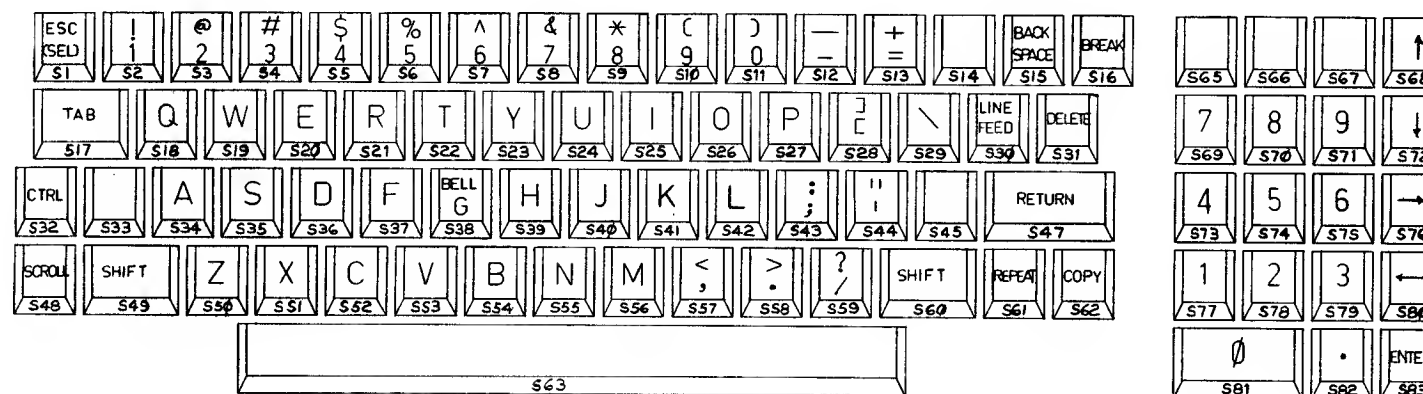 ESC ! @ # $ % ^ & * ( ) — + BACK BREAK ↑
(SEL) 1 2 3 4 5 6 7 8 9 0 – = SPACE
S1 S2 S3 S4 S5 S6 S7 S8 S9 S10 S11 S12 S13 S14 S15 S16 S65 S66 S67 S68
TAB Q W E R T Y U I O P ] \ LINE DELETE 7 8 9 ↓
[ FEED
S17 S18 S19 S20 S21 S22 S23 S24 S25 S26 S27 S28 S29 S30 S31 S69 S70 S71 S72
CTRL A S D F BELL H J K L : " RETURN 4 5 6 →
G ; '
S32 S33 S34 S35 S36 S37 S38 S39 S40 S41 S42 S43 S44 S45 S47 S73 S74 S75 S76
SCROLL SHIFT Z X C V B N M < > ? SHIFT REPEAT COPY 1 2 3 ←
, . /
S48 S49 S50 S51 S52 S53 S54 S55 S56 S57 S58 S59 S60 S61 S62 S77 S78 S79 S80
Ø . ENTE
S63 S81 S82 S83